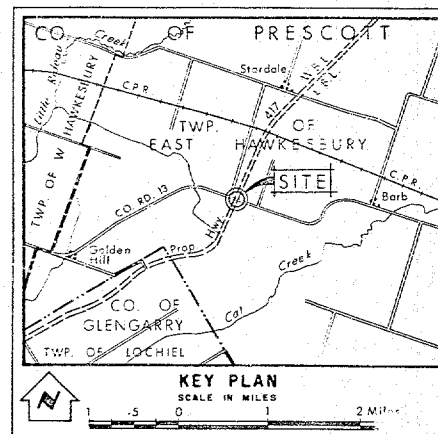 CO OF PRESCOTT
Creek
Little Rideau
Stardale
W.B.L.
E.B.L.
417
C.P.R.
TWP. OF W HAWKESBURY
TWP. OF
EAST HAWKESBURY
C.P.R.
SITE
Barb
CO. RD. 13
Hwy
Prop
Golden
Hill
Creek
Cal
CO. OF
GLENGARRY
TWP. OF LOCHIEL
N
KEY PLAN
SCALE IN MILES
1 .5 0 1 2 Miles